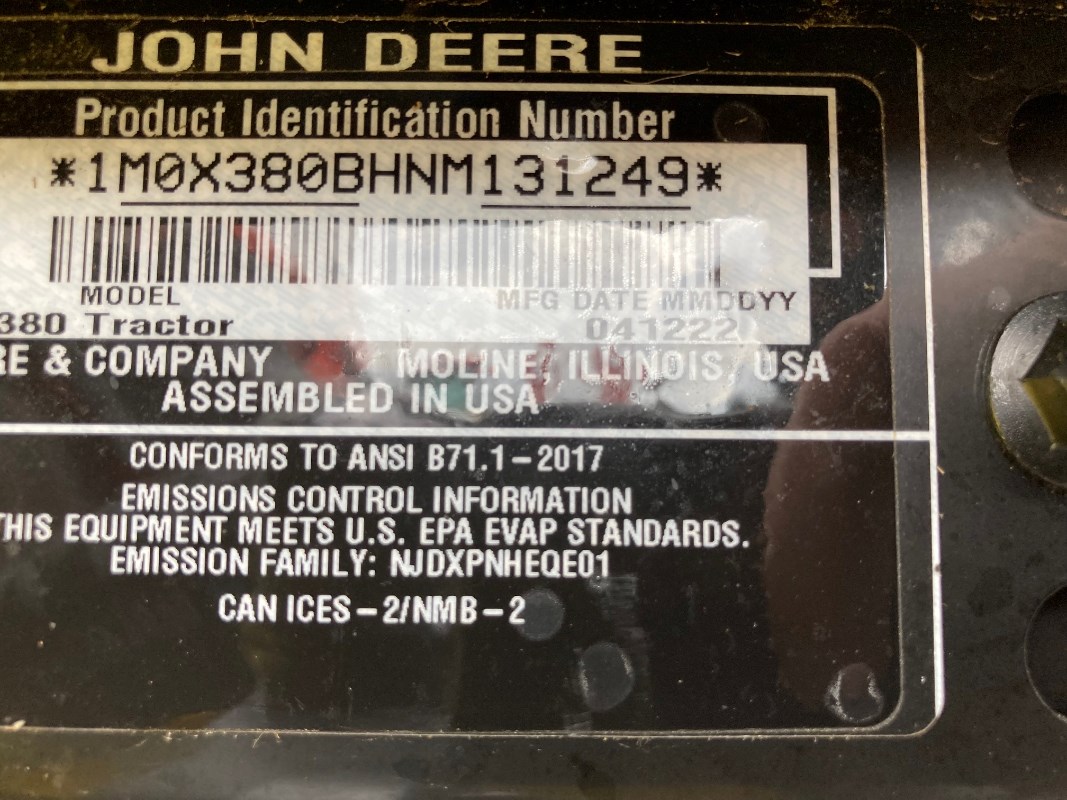 JOHN DEERE
Product Identification Number
*1M0X380BHNM131249*
MODEL MFG DATE MMDDYY
380 Tractor 041222
RE & COMPANY MOLINE, ILLINOIS USA
ASSEMBLED IN USA
CONFORMS TO ANSI B71.1-2017
EMISSIONS CONTROL INFORMATION
THIS EQUIPMENT MEETS U.S. EPA EVAP STANDARDS.
EMISSION FAMILY: NJDXPNHEQE01
CAN ICES-2/NMB-2